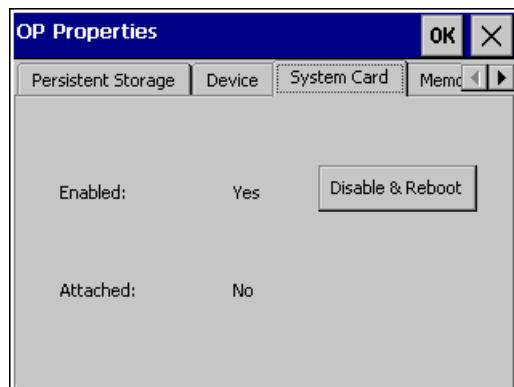 OP Properties OK
Persistent Storage Device System Card
Enabled: Yes Disable & Reboot
Attached: No